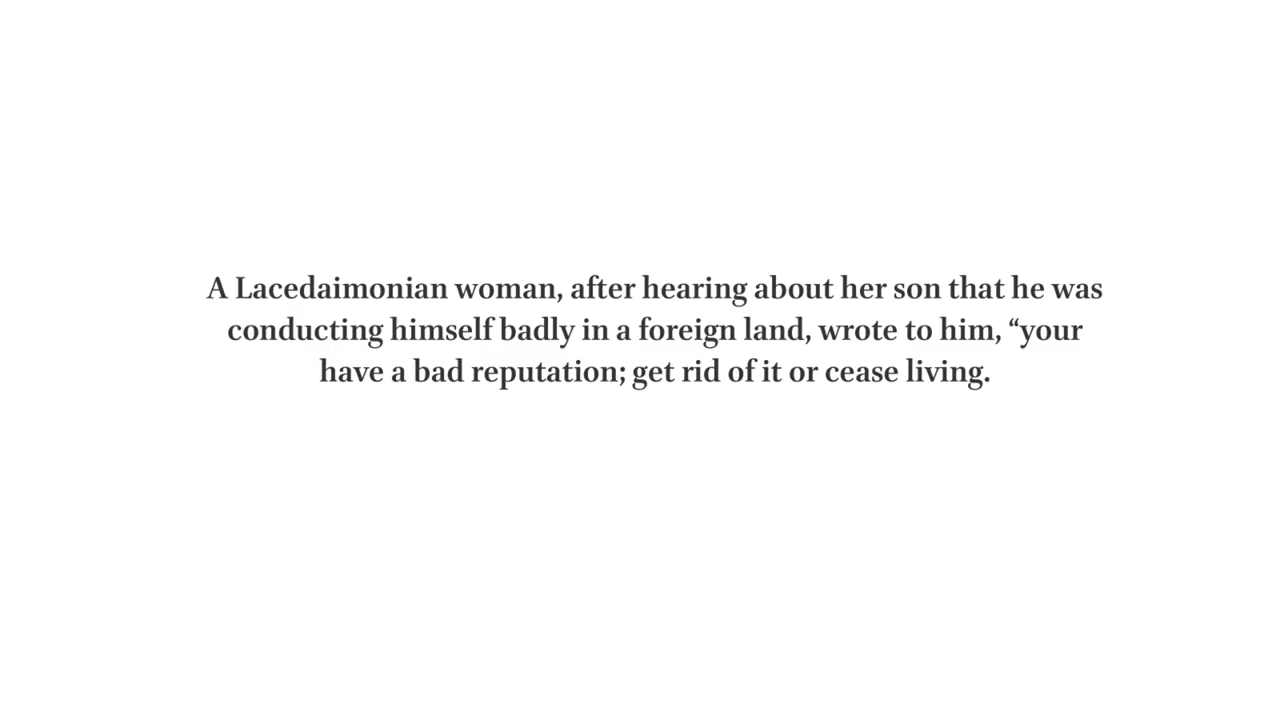 A Lacedaimonian woman, after hearing about her son that he was
conducting himself badly in a foreign land, wrote to him, “your
have a bad reputation; get rid of it or cease living.